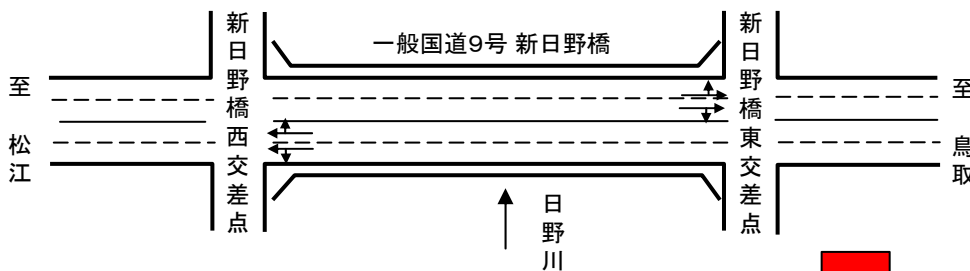 一般国道9号 新日野橋
至 松江
新日野橋西交差点
新日野橋東交差点
至 鳥取
日野川